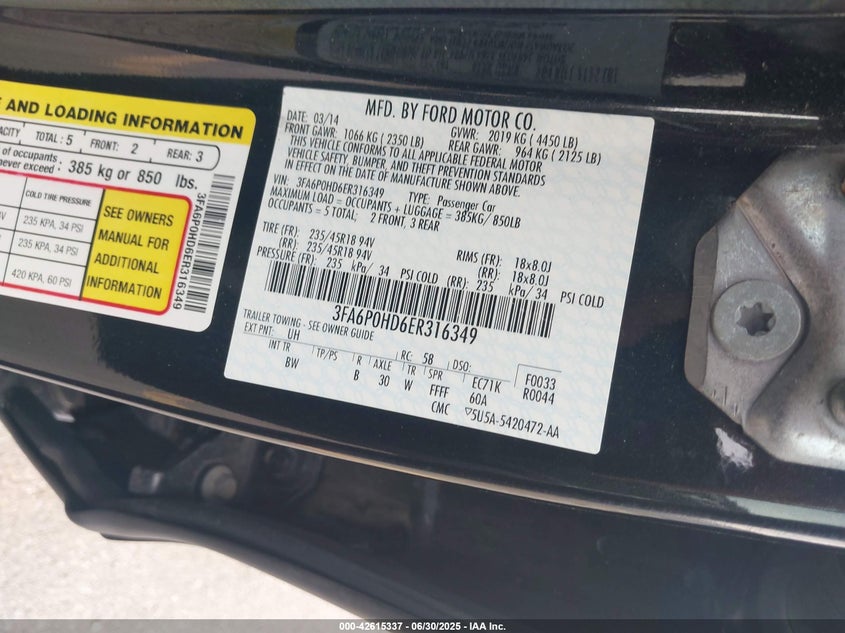 E AND LOADING INFORMATION
ACITY TOTAL: 5 FRONT: 2 REAR: 3
t of occupants
never exceed: 385 kg or 850 lbs.
COLD TIRE PRESSURE
235 KPA, 34 PSI
235 KPA, 34 PSI
420 KPA, 60 PSI
SEE OWNERS
MANUAL FOR
ADDITIONAL
INFORMATION
3FA6P0HD6ER316349
MFD. BY FORD MOTOR CO.
03/14 GVWR: 2019 KG ( 4450 LB)
FRONT GAWR: 1066 KG ( 2350 LB) REAR GAWR: 964 KG ( 2125 LB)
THIS VEHICLE CONFORMS TO ALL APPLICABLE FEDERAL MOTOR
VEHICLE SAFETY, BUMPER, AND THEFT PREVENTION STANDARDS
IN EFFECT ON THE DATE OF MANUFACTURE SHOWN ABOVE.
VIN: 3FA6P0HD6ER316349 TYPE: Passenger Car
MAXIMUM LOAD = OCCUPANTS + LUGGAGE = 385KG/ 850LB
OCCUPANTS = 5 TOTAL; 2 FRONT, 3 REAR
TIRE (FR): 235/45R18 94V RIMS (FR): 18x8.0J
(RR): 235/45R18 94V (RR): 18x8.0J
PRESSURE (FR): 235 kPa/ 34 PSI COLD (RR): 235 kPa/ 34 PSI COLD
3FA6P0HD6ER316349
TRAILER TOWING - SEE OWNER GUIDE
EXT PNT: UH RC: 58 DSO:
INT TR TP/PS R AXLE TR SPR EC71K F0033
BW B 30 W FFFF 60A R0044
CMC 5U5A-5420472-AA
000-42615337 - 06/30/2025 - IAA Inc.